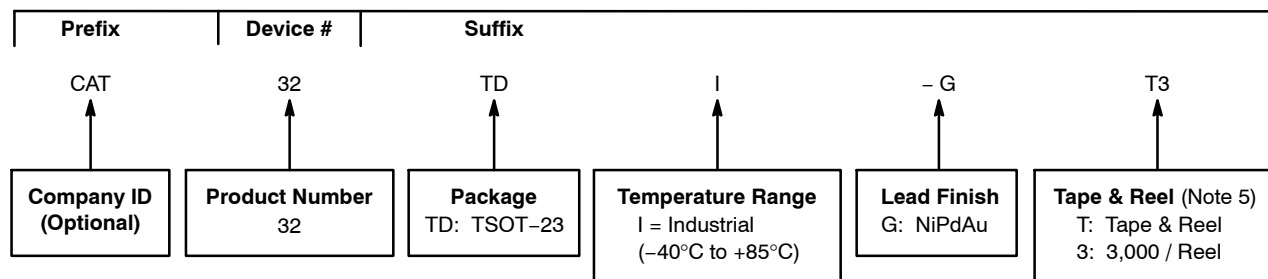 Prefix Device # Suffix
CAT 32 TD I – G T3
Company ID
(Optional)
Product Number
32
Package
TD: TSOT–23
Temperature Range
I = Industrial
(–40°C to +85°C)
Lead Finish
G: NiPdAu
Tape & Reel (Note 5)
T: Tape & Reel
3: 3,000 / Reel